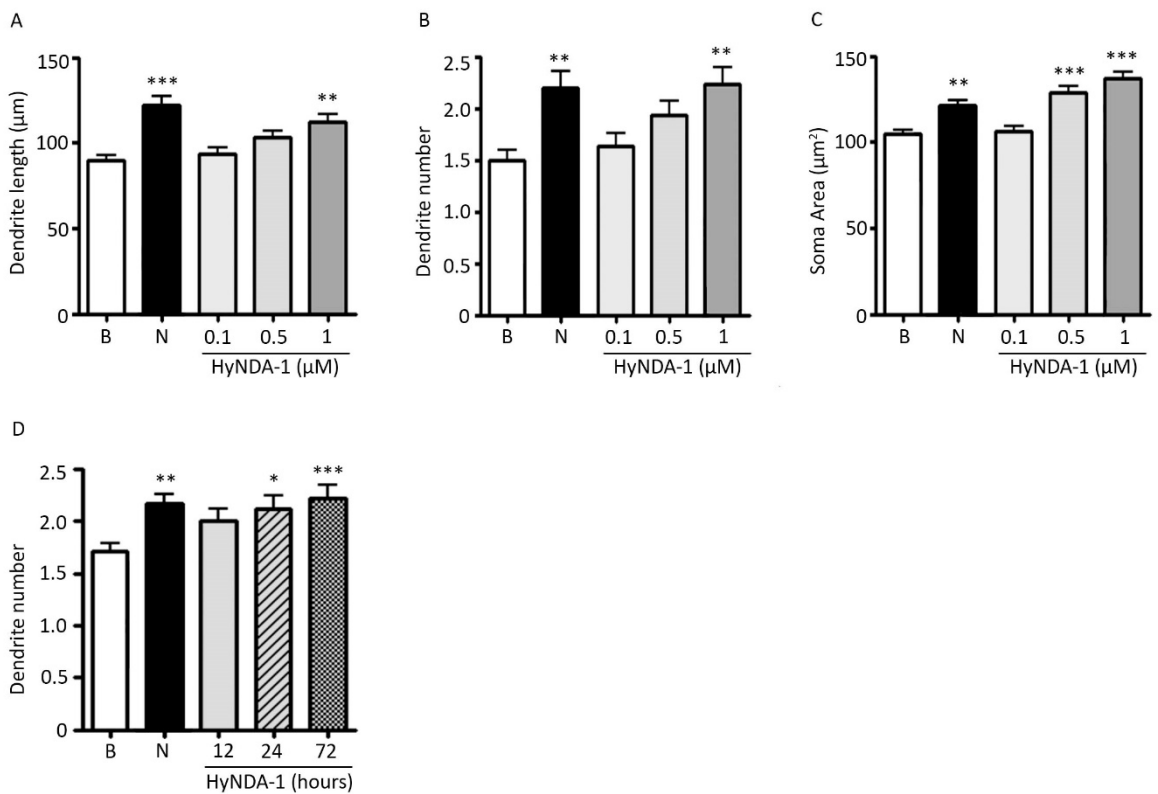 A
Dendrite length (μm)
150
100
50
0
***
**
B
N
0.1
0.5
1
HyNDA-1 (μM)
B
Dendrite number
2.5
2.0
1.5
1.0
0.5
0
**
**
B
N
0.1
0.5
1
HyNDA-1 (μM)
C
Soma Area (μm²)
150
100
50
0
**
***
***
B
N
0.1
0.5
1
HyNDA-1 (μM)
D
Dendrite number
2.5
2.0
1.5
1.0
0.5
0
**
*
***
B
N
12
24
72
HyNDA-1 (hours)